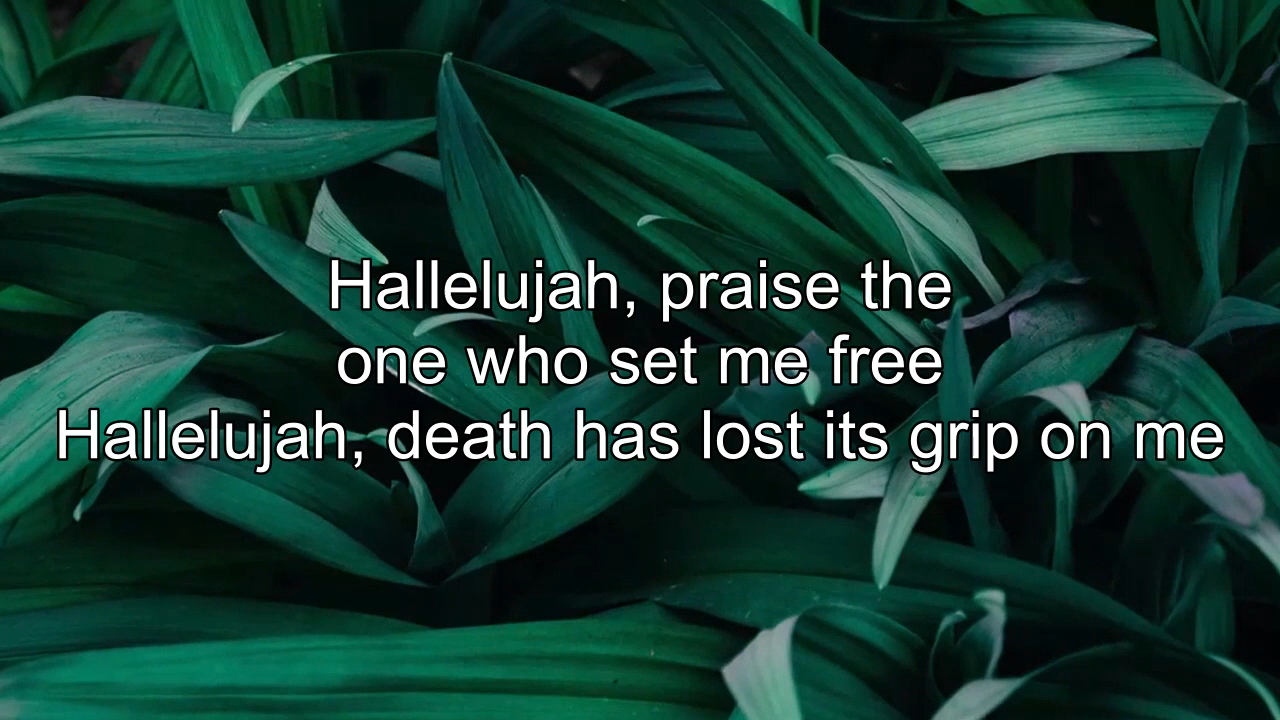 Hallelujah, praise the
one who set me free
Hallelujah, death has lost its grip on me